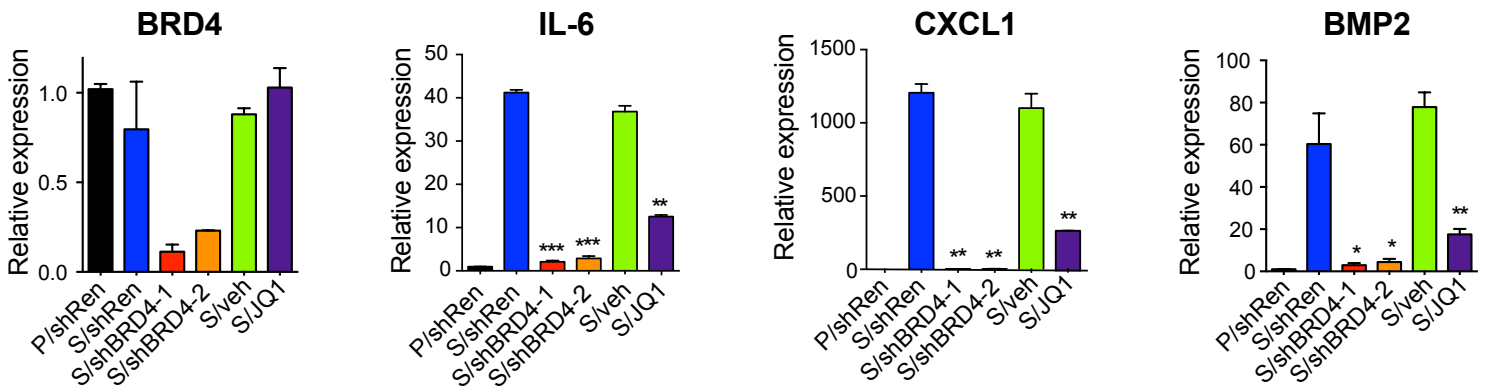 BRD4
Relative expression
1.0
0.5
0.0
P/shRen
S/shRen
S/shBRD4-1
S/shBRD4-2
S/veh
S/JQ1
IL-6
Relative expression
50
40
30
20
10
0
***
***
**
P/shRen
S/shRen
S/shBRD4-1
S/shBRD4-2
S/veh
S/JQ1
CXCL1
Relative expression
1500
1000
500
0
**
**
**
P/shRen
S/shRen
S/shBRD4-1
S/shBRD4-2
S/veh
S/JQ1
BMP2
Relative expression
100
80
60
40
20
0
*
*
**
P/shRen
S/shRen
S/shBRD4-1
S/shBRD4-2
S/veh
S/JQ1